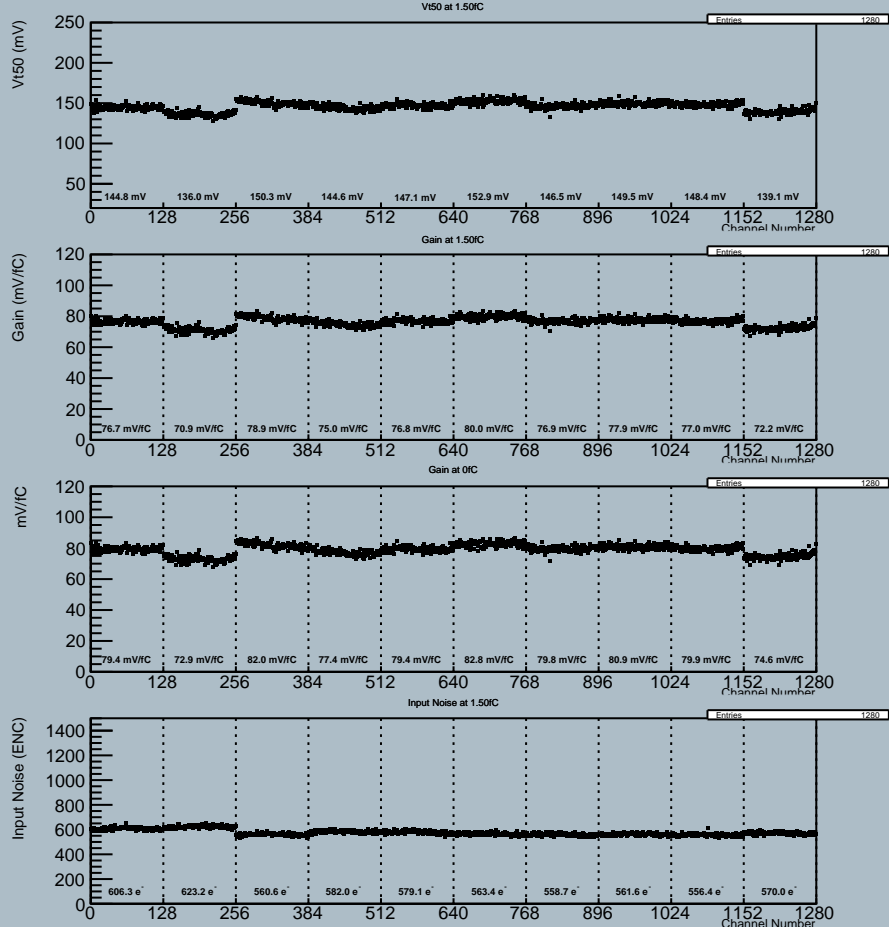 Vt50 at 1.50fC
Entries 1280
Vt50 (mV)
250
200
150
100
50
144.8 mV 136.0 mV 150.3 mV 144.6 mV 147.1 mV 152.9 mV 146.5 mV 149.5 mV 148.4 mV 139.1 mV
0 128 256 384 512 640 768 896 1024 1152 1280
Channel Number
Gain at 1.50fC
Entries 1280
Gain (mV/fC)
120
100
80
60
40
20
0
76.7 mV/fC 70.9 mV/fC 78.9 mV/fC 75.0 mV/fC 76.8 mV/fC 80.0 mV/fC 76.9 mV/fC 77.9 mV/fC 77.0 mV/fC 72.2 mV/fC
0 128 256 384 512 640 768 896 1024 1152 1280
Channel Number
Gain at 0fC
Entries 1280
mV/fC
120
100
80
60
40
20
0
79.4 mV/fC 72.9 mV/fC 82.0 mV/fC 77.4 mV/fC 79.4 mV/fC 82.8 mV/fC 79.8 mV/fC 80.9 mV/fC 79.9 mV/fC 74.6 mV/fC
0 128 256 384 512 640 768 896 1024 1152 1280
Channel Number
Input Noise at 1.50fC
Entries 1280
Input Noise (ENC)
1400
1200
1000
800
600
400
200
0
606.3 e⁻ 623.2 e⁻ 560.6 e⁻ 582.0 e⁻ 579.1 e⁻ 563.4 e⁻ 558.7 e⁻ 561.6 e⁻ 556.4 e⁻ 570.0 e⁻
0 128 256 384 512 640 768 896 1024 1152 1280
Channel Number